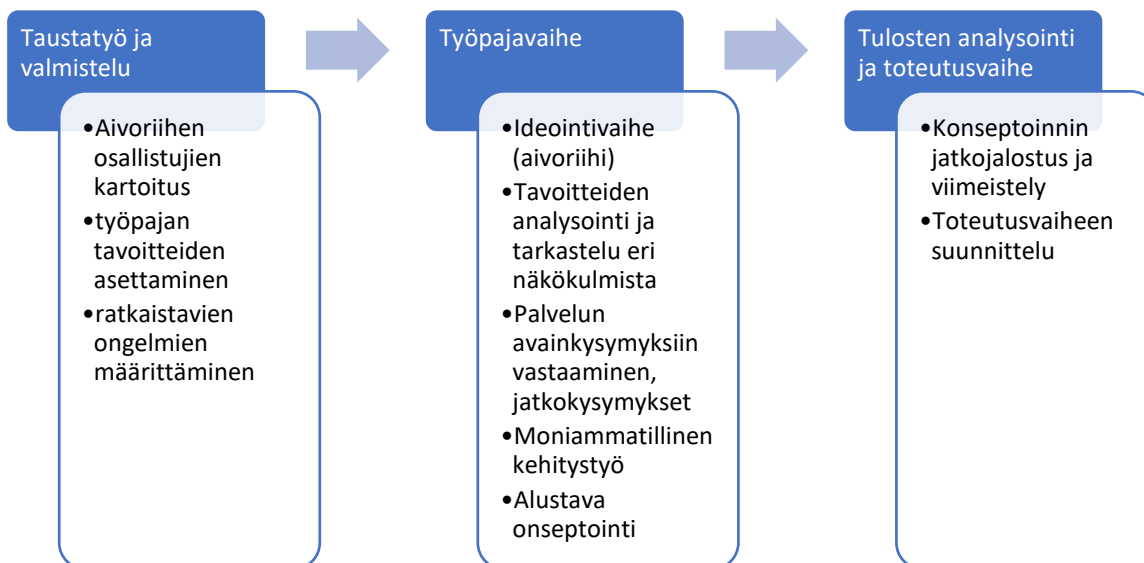 Taustatyö ja
valmistelu
•Aivoriihen
osallistujien
kartoitus
•työpajan
tavoitteiden
asettaminen
•ratkaistavien
ongelmien
määrittäminen
Työpajavaihe
•Ideointivaihe
(aivoriihi)
•Tavoitteiden
analysointi ja
tarkastelu eri
näkökulmista
•Palvelun
avainkysymyksiin
vastaaminen,
jatkokysymykset
•Moniammatillinen
kehitystyö
•Alustava
onseptointi
Tulosten analysointi
ja toteutusvaihe
•Konseptoinnin
jatkojalostus ja
viimeistely
•Toteutusvaiheen
suunnittelu